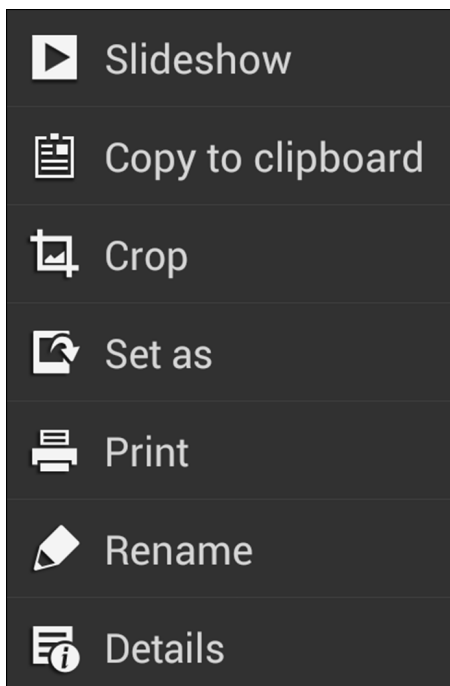 Slideshow
Copy to clipboard
Crop
Set as
Print
Rename
Details